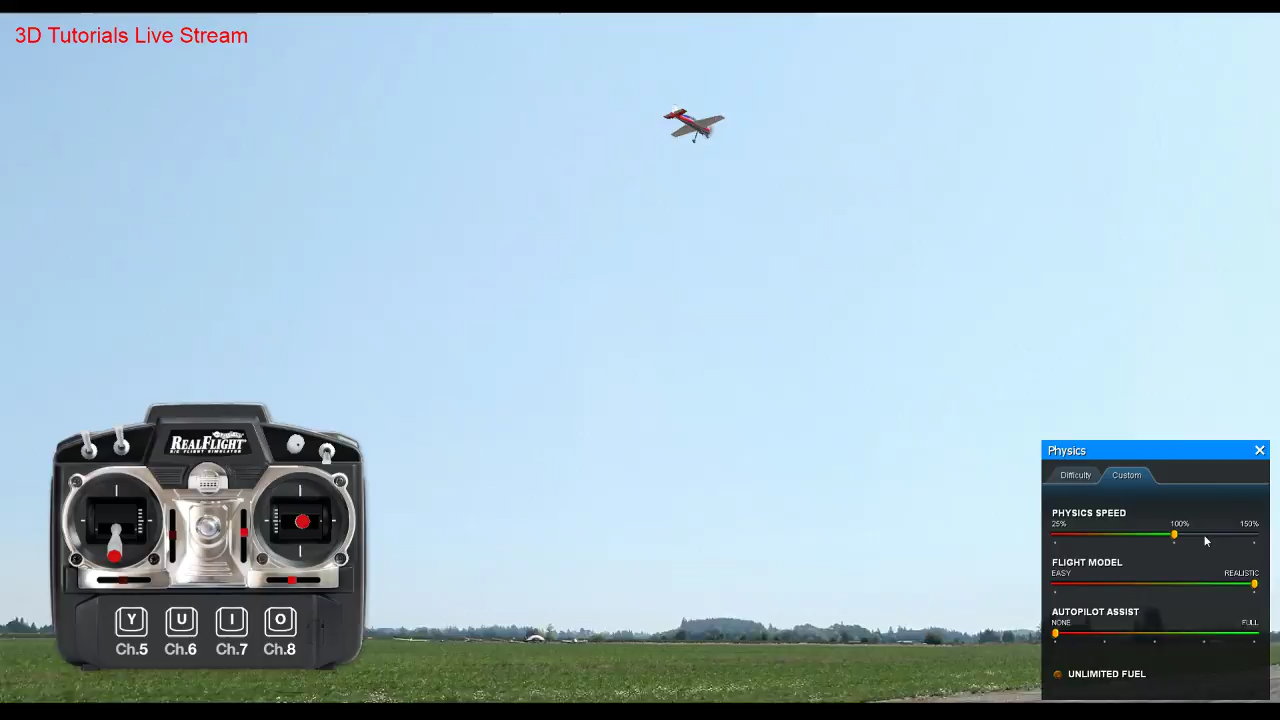 3D Tutorials Live Stream
REALFLIGHT
R/C FLIGHT SIMULATOR
Y U I O
Ch.5 Ch.6 Ch.7 Ch.8
Physics
Difficulty Custom
PHYSICS SPEED
25% 100% 150%
FLIGHT MODEL
EASY REALISTIC
AUTOPILOT ASSIST
NONE FULL
UNLIMITED FUEL